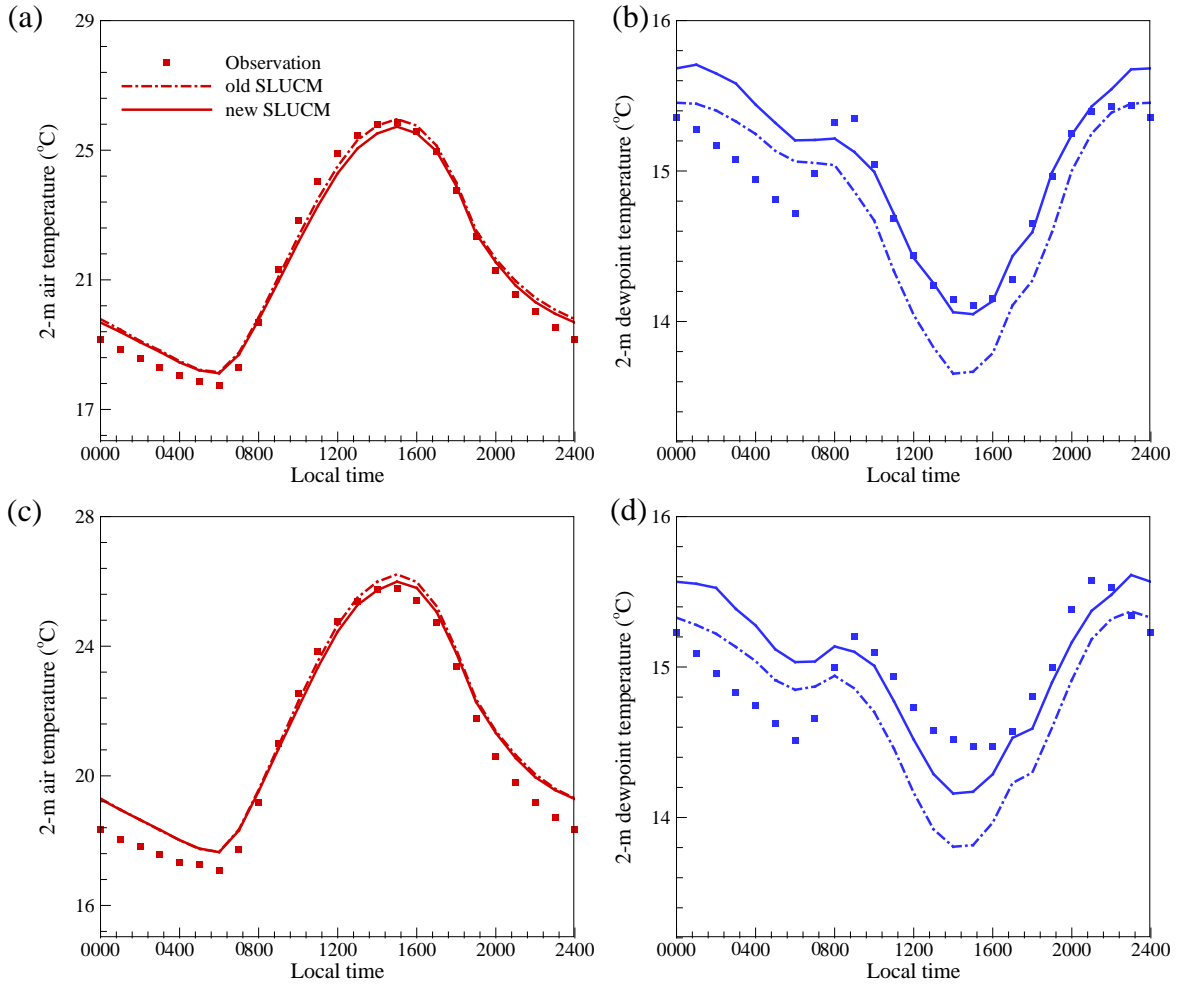 (a)
29
25
21
17
2-m air temperature (°C)
Observation
old SLUCM
new SLUCM
0000 0400 0800 1200 1600 2000 2400
Local time
(b)
16
15
14
2-m dewpoint temperature (°C)
0000 0400 0800 1200 1600 2000 2400
Local time
(c)
28
24
20
16
2-m air temperature (°C)
0000 0400 0800 1200 1600 2000 2400
Local time
(d)
16
15
14
2-m dewpoint temperature (°C)
0000 0400 0800 1200 1600 2000 2400
Local time